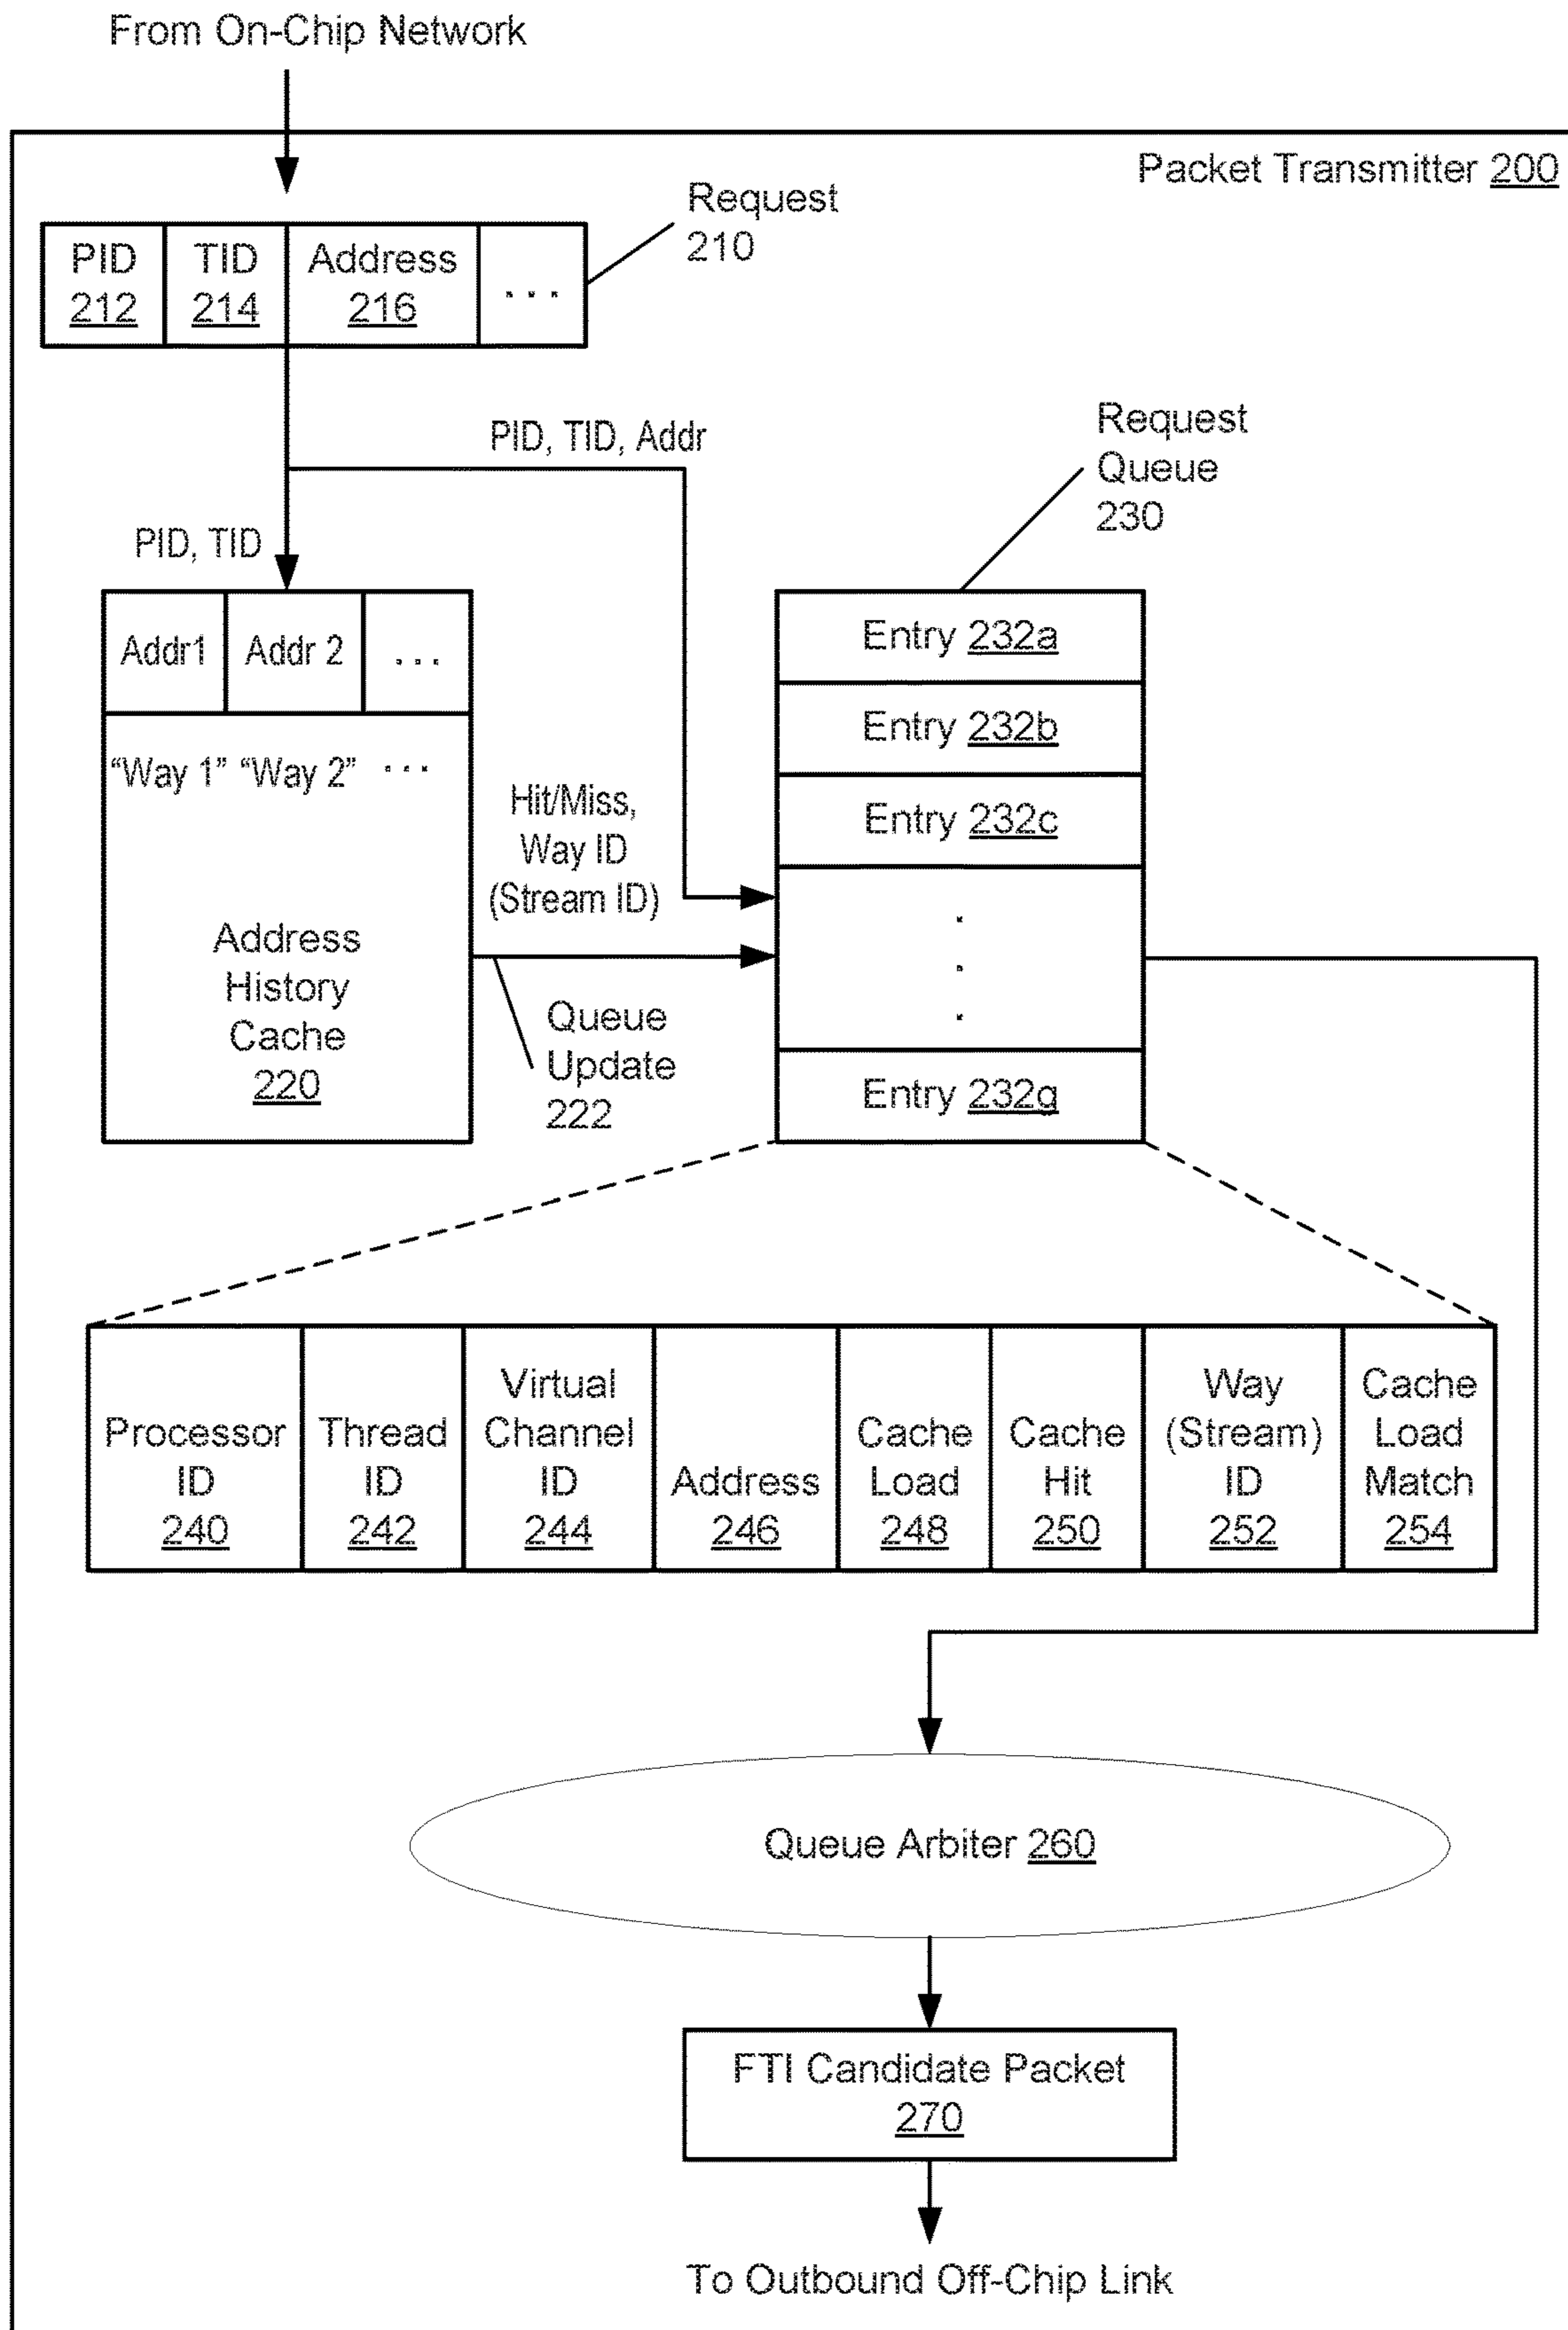 From On-Chip Network
Packet Transmitter 200
Request
210
PID
212
TID
214
Address
216
...
PID, TID, Addr
Request
Queue
230
PID, TID
Addr1
Addr 2
...
"Way 1" "Way 2" ...
Address
History
Cache
220
Hit/Miss,
Way ID
(Stream ID)
Queue
Update
222
Entry 232a
Entry 232b
Entry 232c
.
.
.
Entry 232g
Processor
ID
240
Thread
ID
242
Virtual
Channel
ID
244
Address
246
Cache
Load
248
Cache
Hit
250
Way
(Stream)
ID
252
Cache
Load
Match
254
Queue Arbiter 260
FTI Candidate Packet
270
To Outbound Off-Chip Link